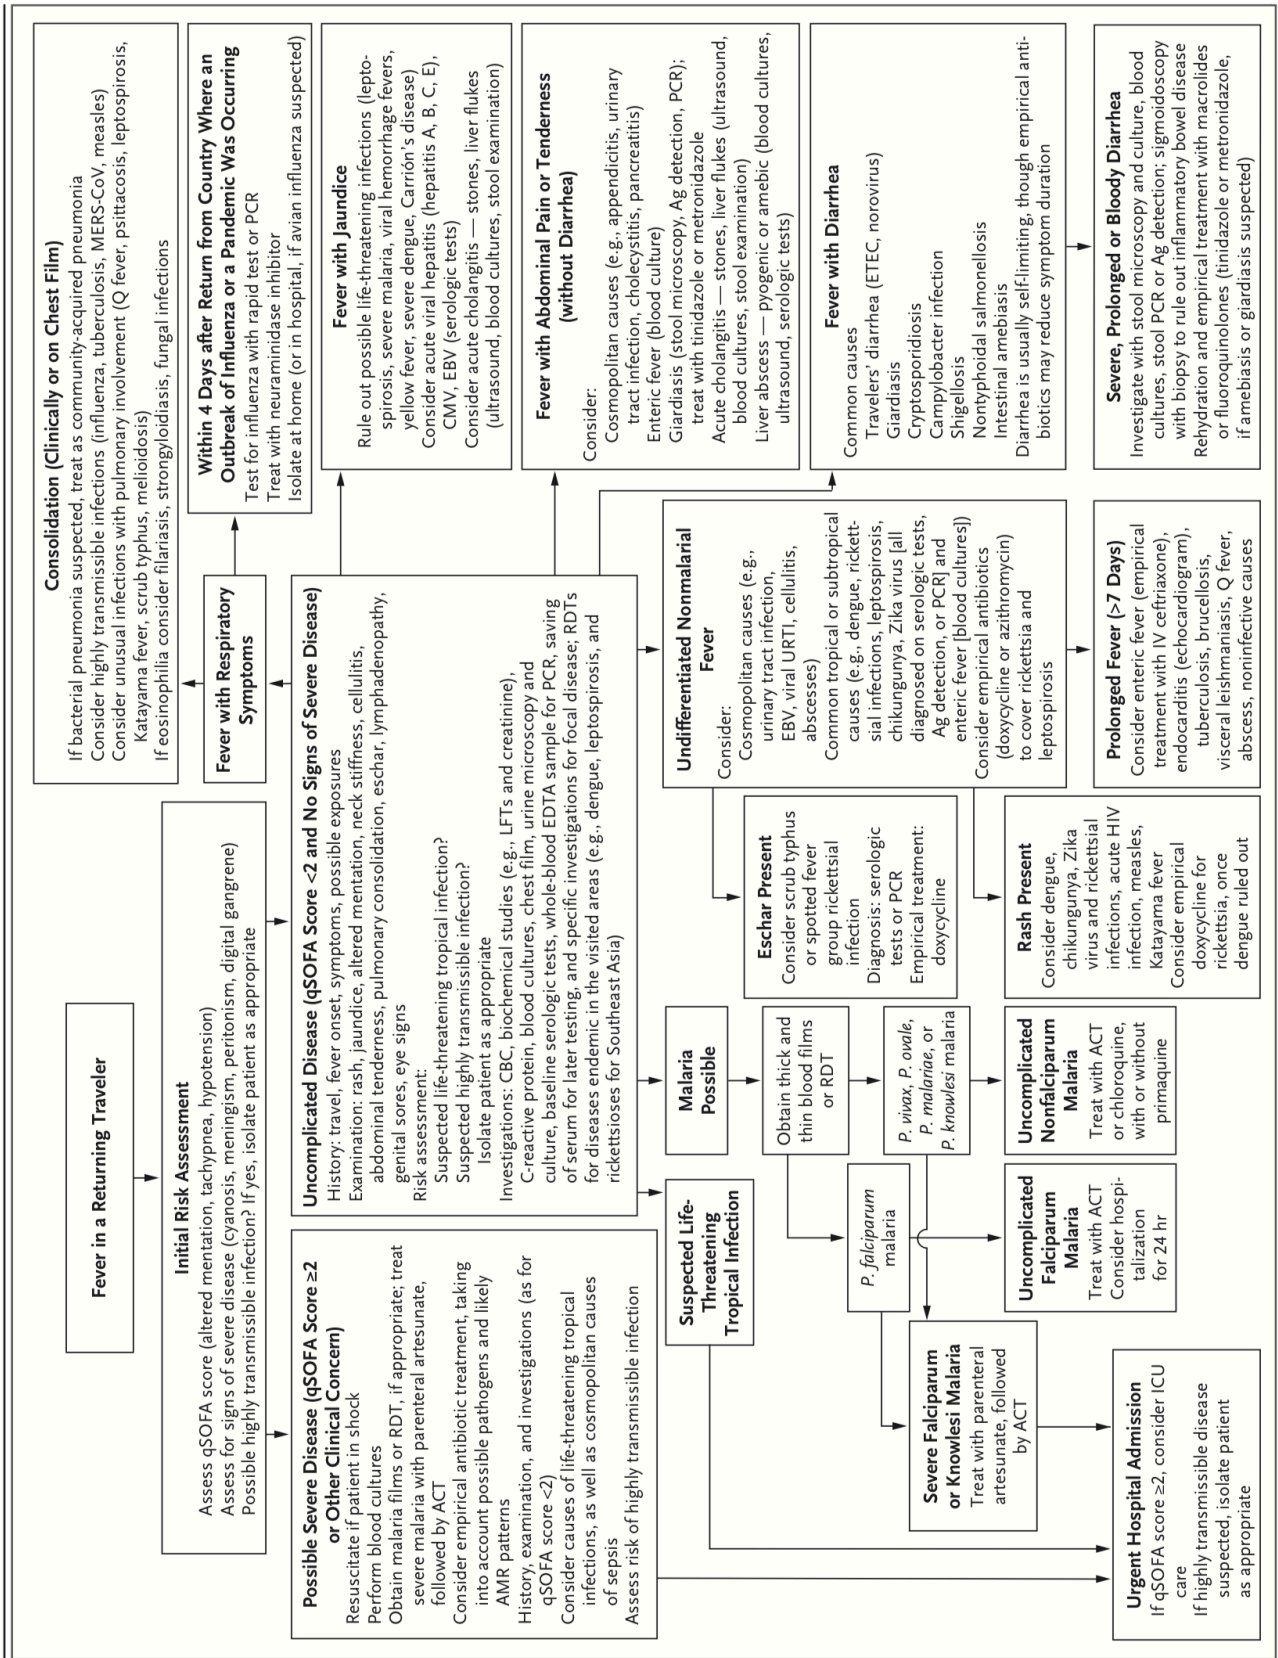 Fever in a Returning Traveler
Initial Risk Assessment
Assess qSOFA score (altered mentation, tachypnea, hypotension)
Assess for signs of severe disease (cyanosis, meningism, peritonism, digital gangrene)
Possible highly transmissible infection? If yes, isolate patient as appropriate
Possible Severe Disease (qSOFA Score ≥2
or Other Clinical Concern)
Resuscitate if patient in shock
Perform blood cultures
Obtain malaria films or RDT, if appropriate; treat
severe malaria with parenteral artesunate,
followed by ACT
Consider empirical antibiotic treatment, taking
into account possible pathogens and likely
AMR patterns
History, examination, and investigations (as for
qSOFA score <2)
Consider causes of life-threatening tropical
infections, as well as cosmopolitan causes
of sepsis
Assess risk of highly transmissible infection
Uncomplicated Disease (qSOFA Score <2 and No Signs of Severe Disease)
History: travel, fever onset, symptoms, possible exposures
Examination: rash, jaundice, altered mentation, neck stiffness, cellulitis,
abdominal tenderness, pulmonary consolidation, eschar, lymphadenopathy,
genital sores, eye signs
Risk assessment:
Suspected life-threatening tropical infection?
Suspected highly transmissible infection?
Isolate patient as appropriate
Investigations: CBC, biochemical studies (e.g., LFTs and creatinine),
C-reactive protein, blood cultures, chest film, urine microscopy and
culture, baseline serologic tests, whole-blood EDTA sample for PCR, saving
of serum for later testing, and specific investigations for focal disease; RDTs
for diseases endemic in the visited areas (e.g., dengue, leptospirosis, and
rickettsioses for Southeast Asia)
Fever with Respiratory
Symptoms
Consolidation (Clinically or on Chest Film)
If bacterial pneumonia suspected, treat as community-acquired pneumonia
Consider highly transmissible infections (influenza, tuberculosis, MERS-CoV, measles)
Consider unusual infections with pulmonary involvement (Q fever, psittacosis, leptospirosis,
Katayama fever, scrub typhus, melioidosis)
If eosinophilia consider filariasis, strongyloidiasis, fungal infections
Within 4 Days after Return from Country Where an
Outbreak of Influenza or a Pandemic Was Occurring
Test for influenza with rapid test or PCR
Treat with neuraminidase inhibitor
Isolate at home (or in hospital, if avian influenza suspected)
Fever with Jaundice
Rule out possible life-threatening infections (lepto-
spirosis, severe malaria, viral hemorrhage fevers,
yellow fever, severe dengue, Carrión's disease)
Consider acute viral hepatitis (hepatitis A, B, C, E),
CMV, EBV (serologic tests)
Consider acute cholangitis — stones, liver flukes
(ultrasound, blood cultures, stool examination)
Fever with Abdominal Pain or Tenderness
(without Diarrhea)
Consider:
Cosmopolitan causes (e.g., appendicitis, urinary
tract infection, cholecystitis, pancreatitis)
Enteric fever (blood culture)
Giardiasis (stool microscopy, Ag detection, PCR);
treat with tinidazole or metronidazole
Acute cholangitis — stones, liver flukes (ultrasound,
blood cultures, stool examination)
Liver abscess — pyogenic or amebic (blood cultures,
ultrasound, serologic tests)
Fever with Diarrhea
Common causes
Travelers' diarrhea (ETEC, norovirus)
Giardiasis
Cryptosporidiosis
Campylobacter infection
Shigellosis
Nontyphoidal salmonellosis
Intestinal amebiasis
Diarrhea is usually self-limiting, though empirical anti-
biotics may reduce symptom duration
Severe, Prolonged or Bloody Diarrhea
Investigate with stool microscopy and culture, blood
cultures, stool PCR or Ag detection; sigmoidoscopy
with biopsy to rule out inflammatory bowel disease
Rehydration and empirical treatment with macrolides
or fluoroquinolones (tinidazole or metronidazole,
if amebiasis or giardiasis suspected)
Undifferentiated Nonmalarial
Fever
Consider:
Cosmopolitan causes (e.g.,
urinary tract infection,
EBV, viral URTI, cellulitis,
abscesses)
Common tropical or subtropical
causes (e.g., dengue, rickett-
sial infections, leptospirosis,
chikungunya, Zika virus [all
diagnosed on serologic tests,
Ag detection, or PCR] and
enteric fever [blood cultures])
Consider empirical antibiotics
(doxycycline or azithromycin)
to cover rickettsia and
leptospirosis
Prolonged Fever (>7 Days)
Consider enteric fever (empirical
treatment with IV ceftriaxone),
endocarditis (echocardiogram),
tuberculosis, brucellosis,
visceral leishmaniasis, Q fever,
abscess, noninfective causes
Eschar Present
Consider scrub typhus
or spotted fever
group rickettsial
infection
Diagnosis: serologic
tests or PCR
Empirical treatment:
doxycycline
Rash Present
Consider dengue,
chikungunya, Zika
virus and rickettsial
infections, acute HIV
infection, measles,
Katayama fever
Consider empirical
doxycycline for
rickettsia, once
dengue ruled out
Malaria
Possible
Obtain thick and
thin blood films
or RDT
P. vivax, P. ovale,
P. malariae, or
P. knowlesi malaria
Uncomplicated
Nonfalciparum
Malaria
Treat with ACT
or chloroquine,
with or without
primaquine
P. falciparum
malaria
Uncomplicated
Falciparum
Malaria
Treat with ACT
Consider hospi-
talization
for 24 hr
Suspected Life-
Threatening
Tropical Infection
Severe Falciparum
or Knowlesi Malaria
Treat with parenteral
artesunate, followed
by ACT
Urgent Hospital Admission
If qSOFA score ≥2, consider ICU
care
If highly transmissible disease
suspected, isolate patient
as appropriate